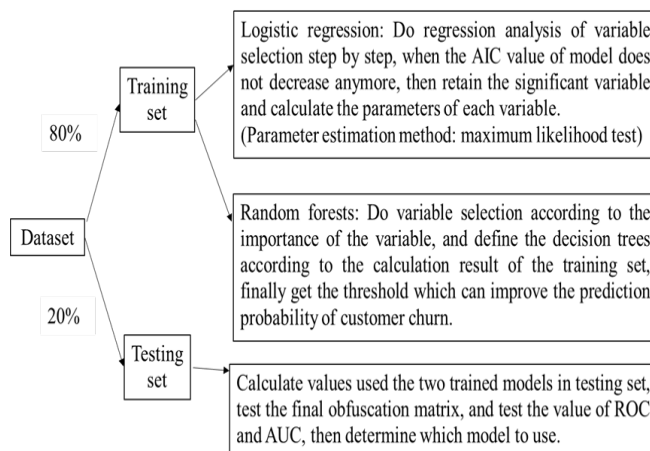 Logistic regression: Do regression analysis of variable
selection step by step, when the AIC value of model does
not decrease anymore, then retain the significant variable
and calculate the parameters of each variable.
(Parameter estimation method: maximum likelihood test)
Training
set
80%
Random forests: Do variable selection according to the
importance of the variable, and define the decision trees
according to the calculation result of the training set,
finally get the threshold which can improve the prediction
probability of customer churn.
Dataset
20%
Testing
set
Calculate values used the two trained models in testing set,
test the final obfuscation matrix, and test the value of ROC
and AUC, then determine which model to use.